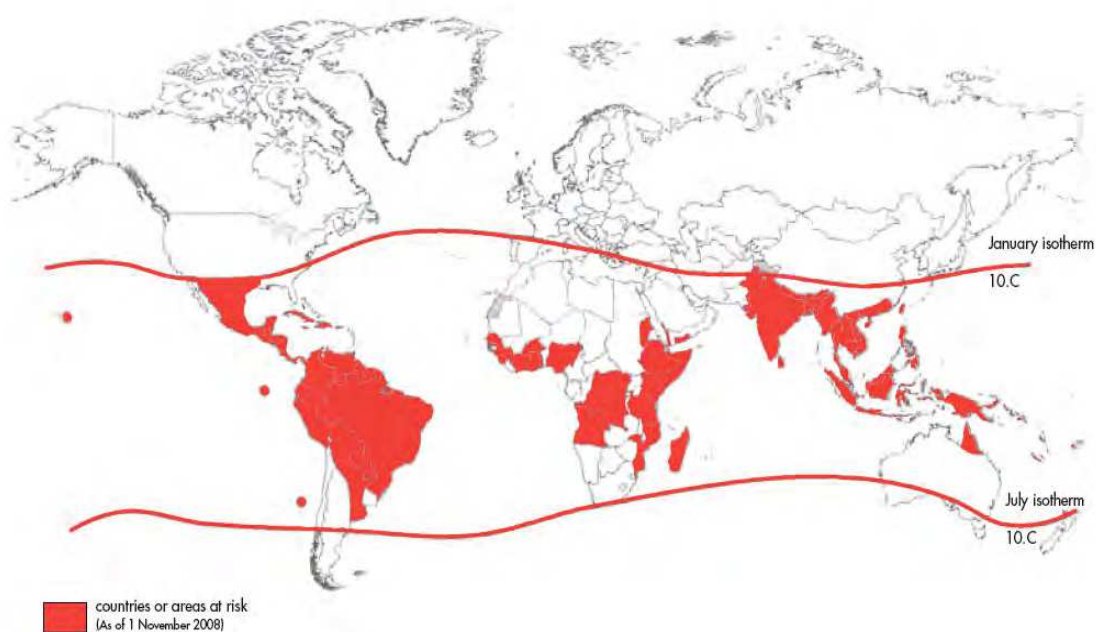 January isotherm
10.C
July isotherm
10.C
countries or areas at risk
(As of 1 November 2008)